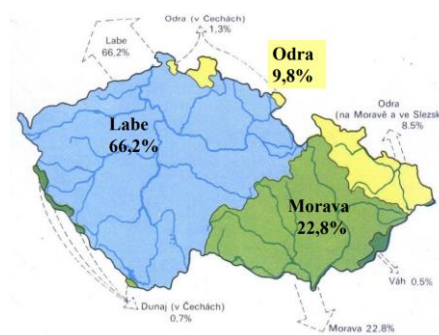 Labe
66,2%
Odra (v Čechách)
1,3%
Odra
9,8%
Odra
(na Moravě a ve Slezsk
8.5%
Labe
66,2%
Morava
22,8%
Váh 0.5%
Dunaj (v Čechách)
0.7%
Morava 22.8%